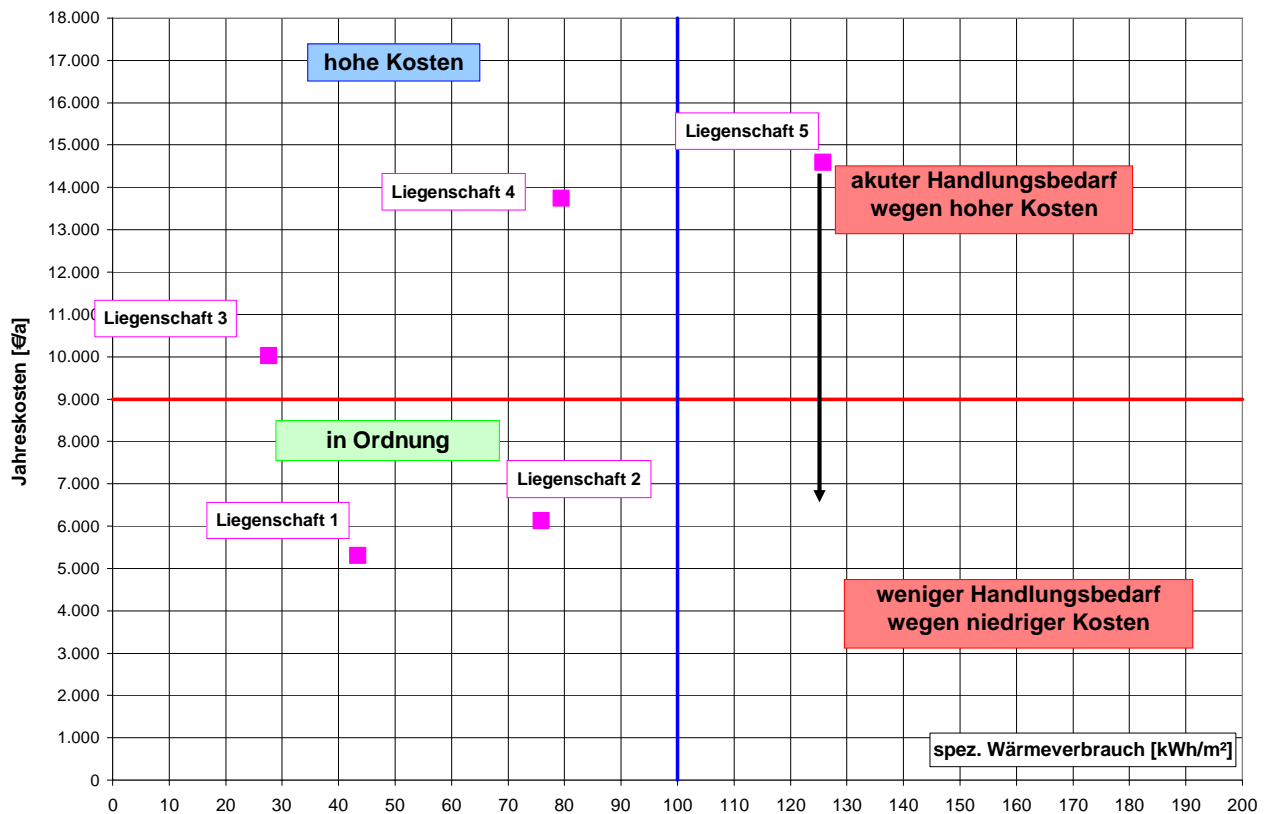 18.000
17.000
16.000
15.000
14.000
13.000
12.000
11.000
10.000
9.000
8.000
7.000
6.000
5.000
4.000
3.000
2.000
1.000
0
Jahreskosten [€/a]
hohe Kosten
Liegenschaft 5
akuter Handlungsbedarf
wegen hoher Kosten
Liegenschaft 4
Liegenschaft 3
in Ordnung
Liegenschaft 2
Liegenschaft 1
weniger Handlungsbedarf
wegen niedriger Kosten
spez. Wärmeverbrauch [kWh/m²]
0 10 20 30 40 50 60 70 80 90 100 110 120 130 140 150 160 170 180 190 200